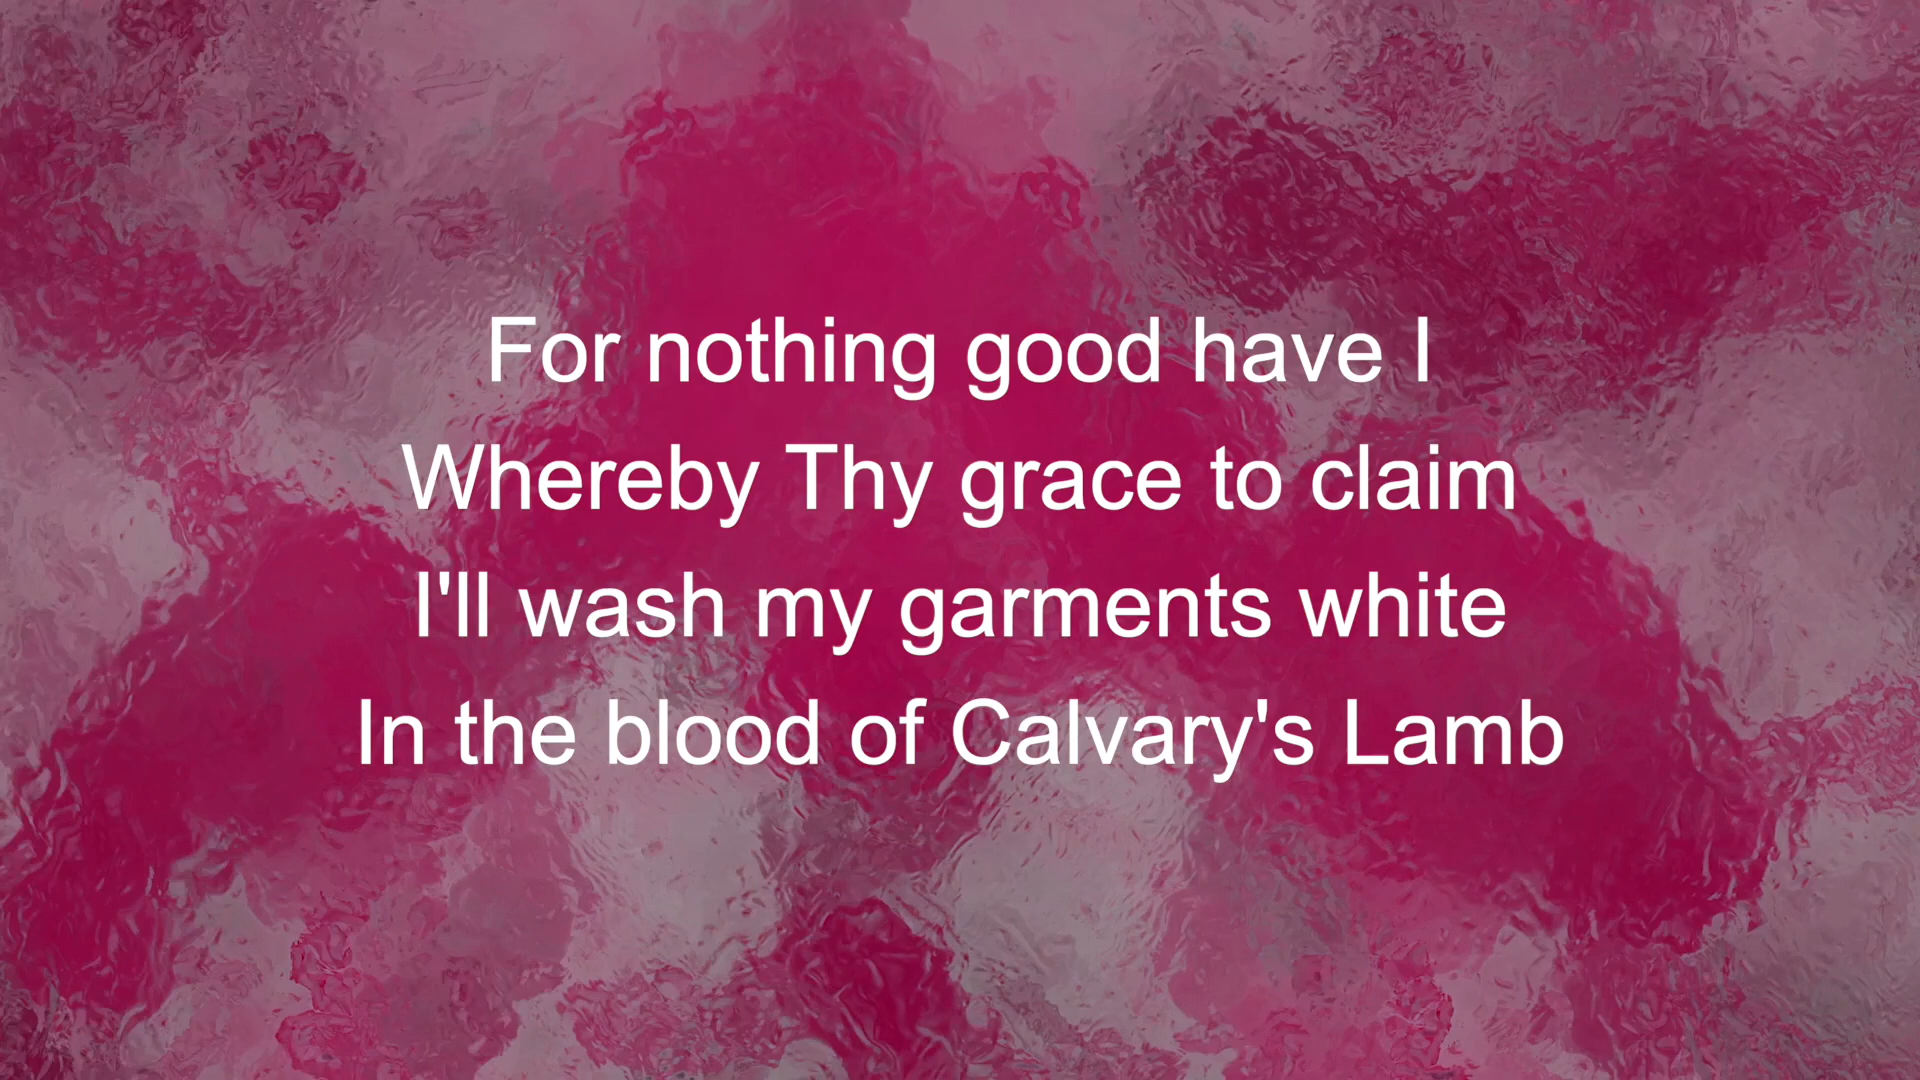 For nothing good have I
Whereby Thy grace to claim
I'll wash my garments white
In the blood of Calvary's Lamb